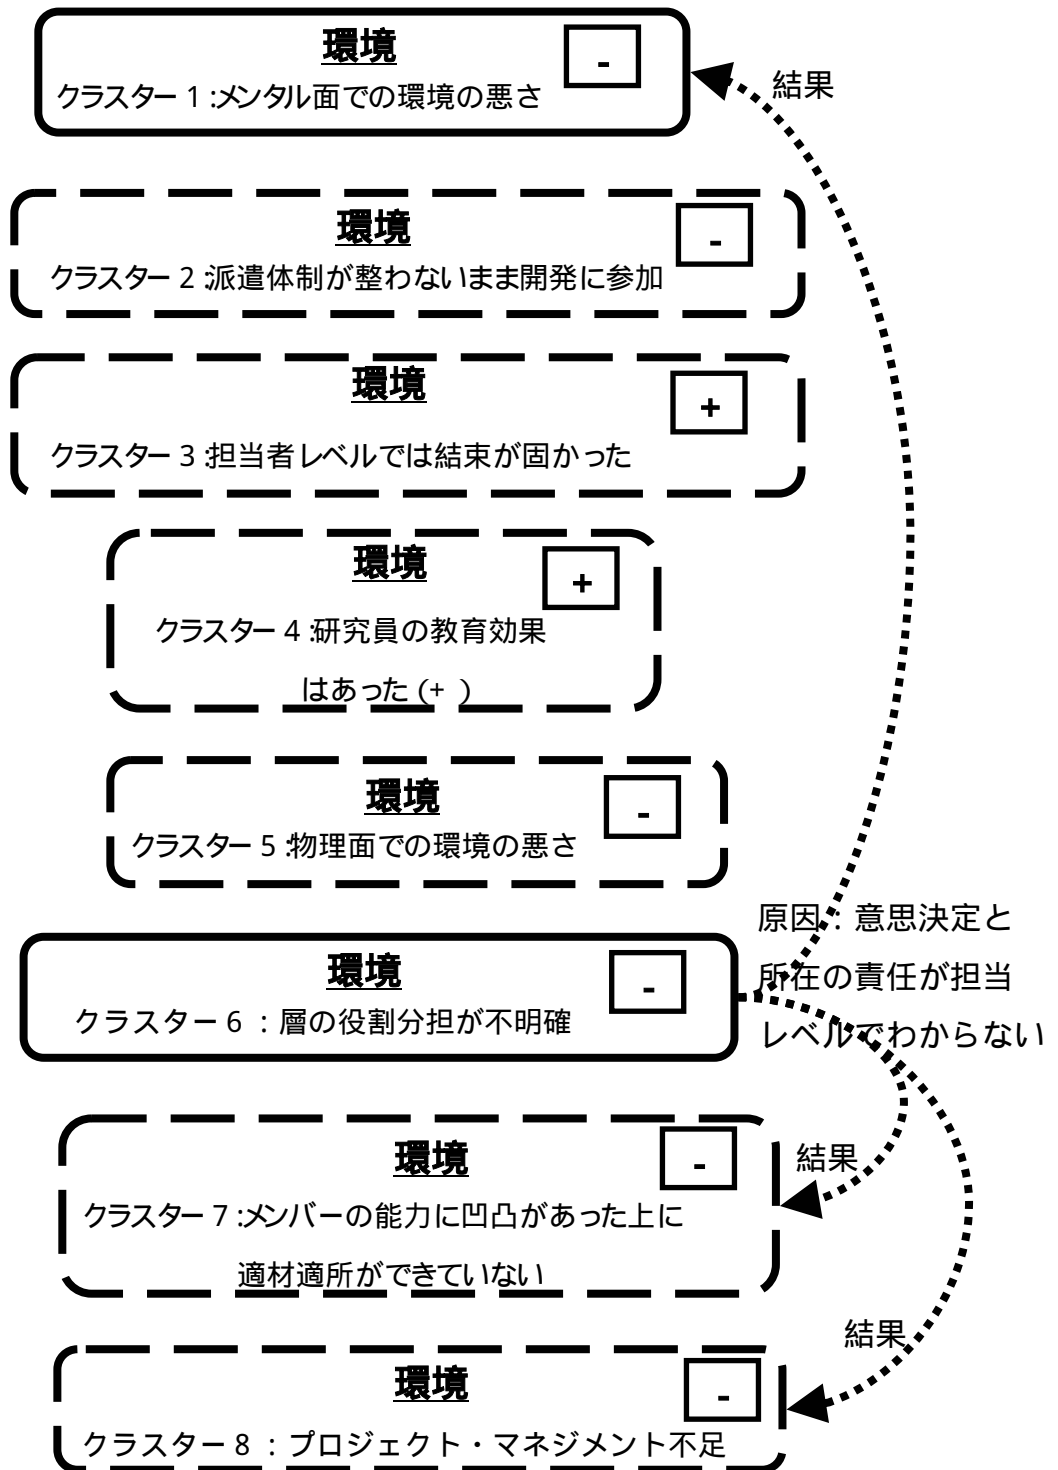 環境
-
クラスター 1 :メンタル面での環境の悪さ
結果
環境
-
クラスター 2 :派遣体制が整わないまま開発に参加
環境
+
クラスター 3 :担当者レベルでは結束が固かった
環境
+
クラスター 4 :研究員の教育効果
はあった (+ )
環境
-
クラスター 5 :物理面での環境の悪さ
原因：意思決定と
所在の責任が担当
レベルでわからない
環境
-
クラスター 6 ：層の役割分担が不明確
環境
-
結果
クラスター 7 :メンバーの能力に凹凸があった上に
適材適所ができていない
結果
環境
-
クラスター 8 ：プロジェクト・マネジメント不足